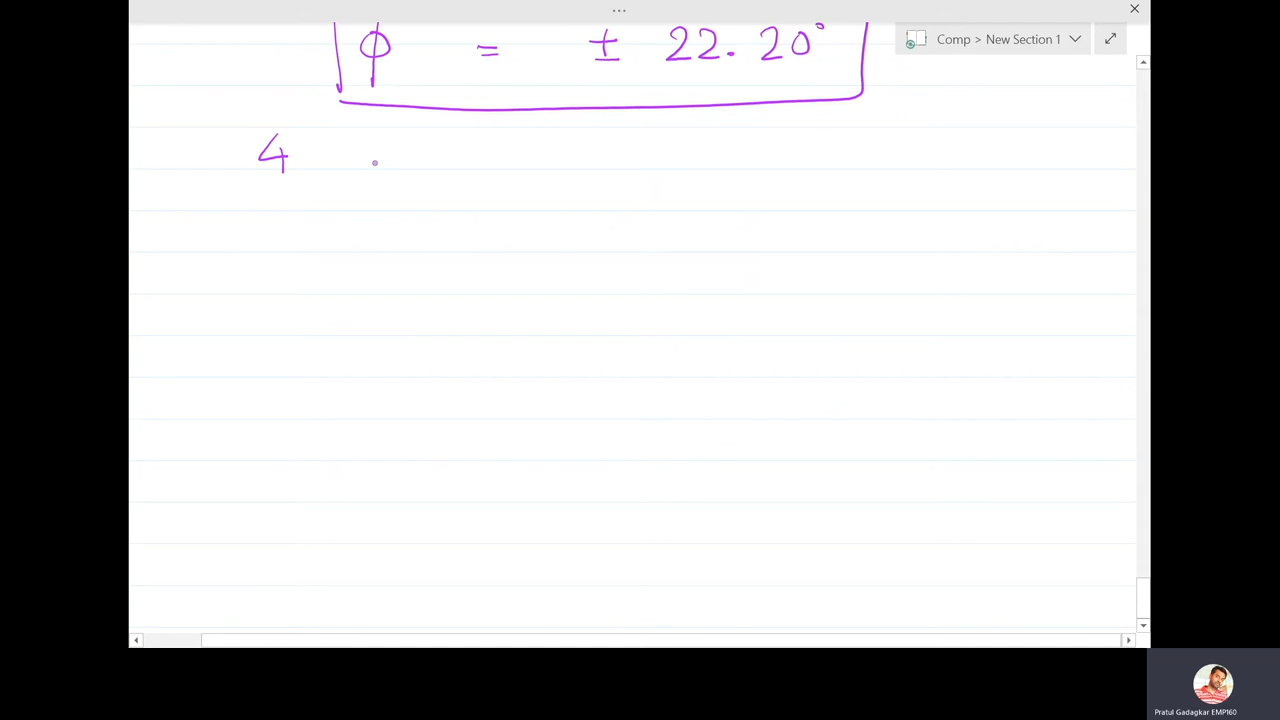 ...
Comp > New Section 1
ϕ = ± 22.20°
4
Pratul Gadagkar EMP160